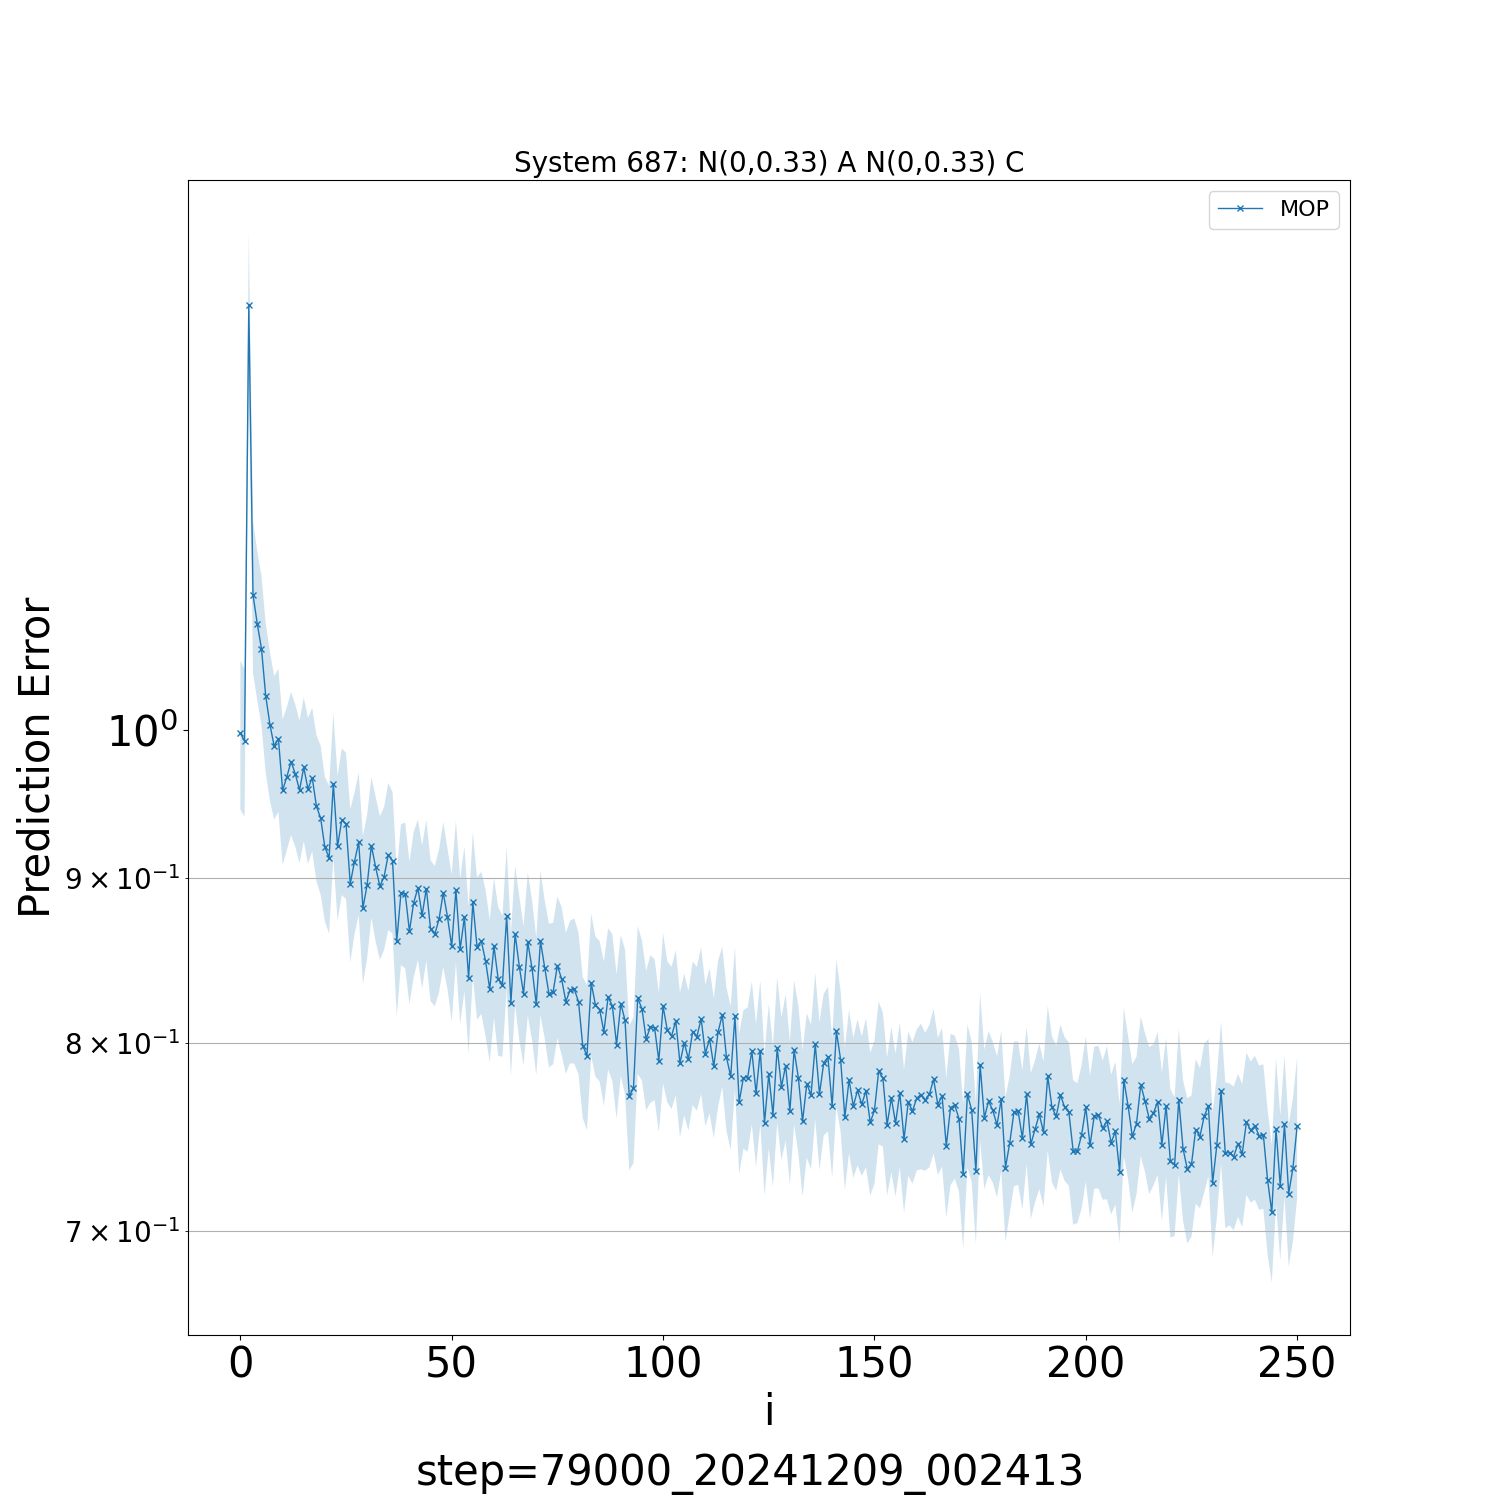 System 687: N(0,0.33) A N(0,0.33) C
MOP
Prediction Error
10⁰
9 × 10⁻¹
8 × 10⁻¹
7 × 10⁻¹
0 50 100 150 200 250
i
step=79000_20241209_002413